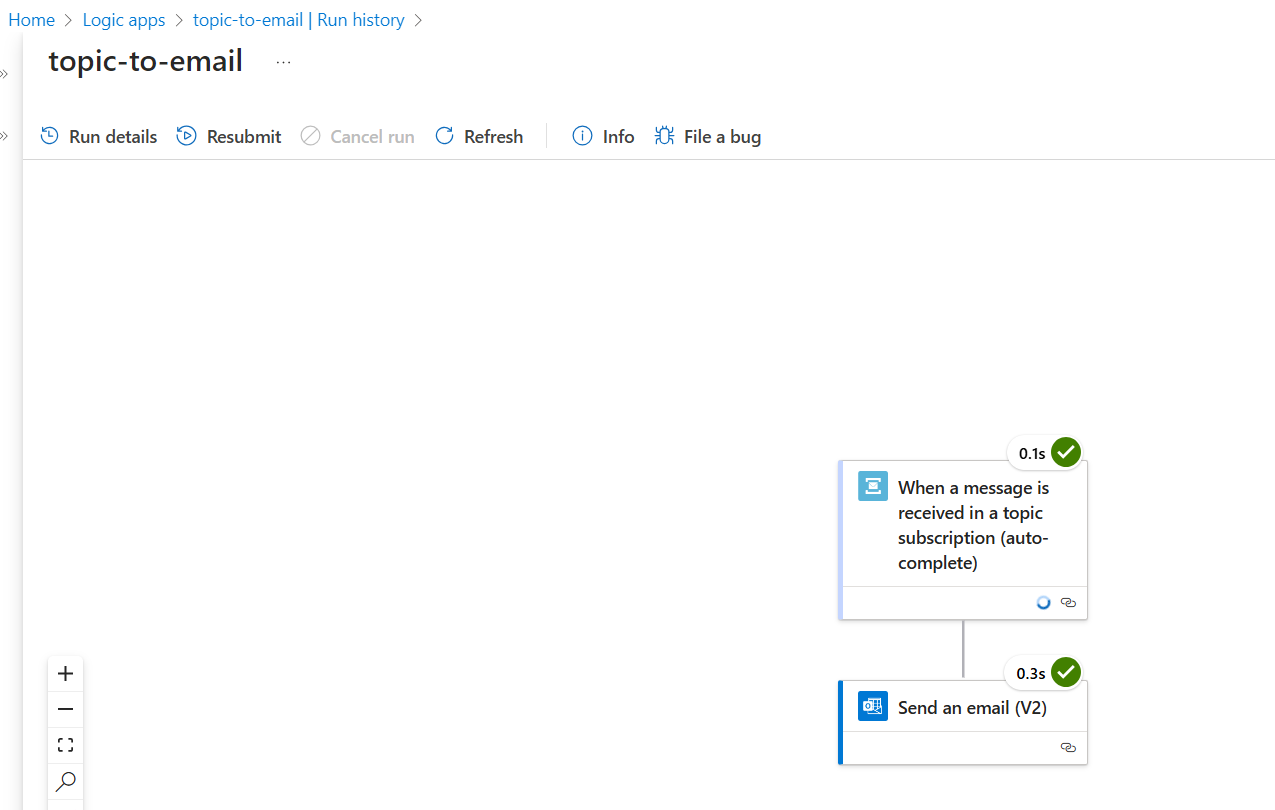 Home > Logic apps > topic-to-email | Run history >
topic-to-email ...
Run details Resubmit Cancel run Refresh Info File a bug
0.1s
When a message is
received in a topic
subscription (auto-
complete)
0.3s
Send an email (V2)